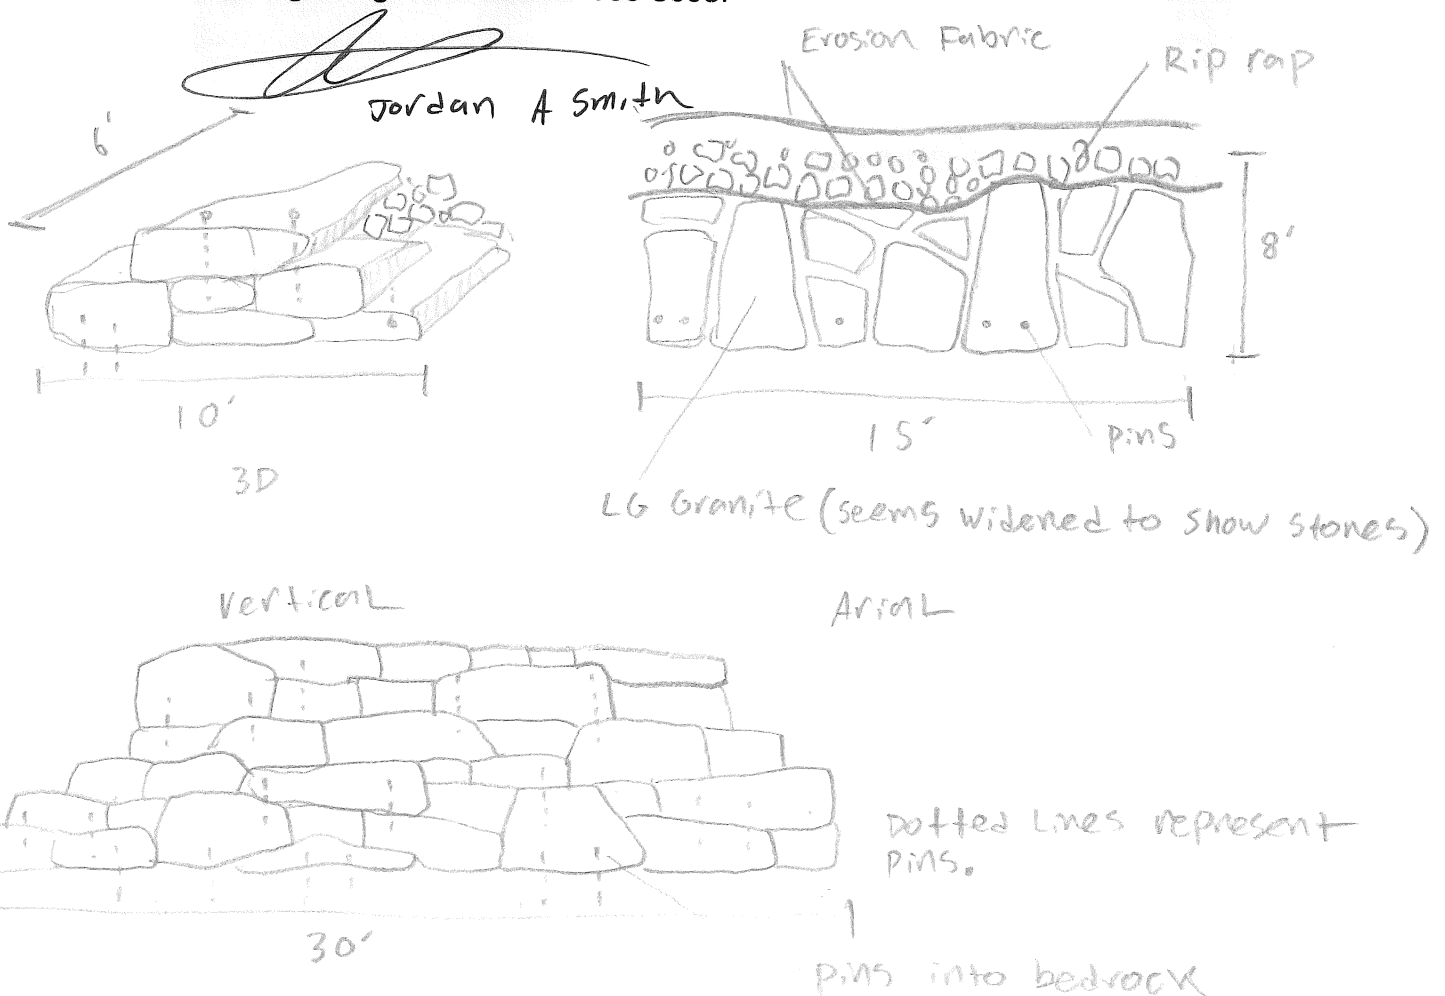 Jordan A Smith
Erosion Fabric
Rip rap
6'
8'
10'
15'
pins
3D
LG Granite (seems widened to show stones)
Vertical
Arial
Dotted Lines represent
pins.
30'
pins into bedrock